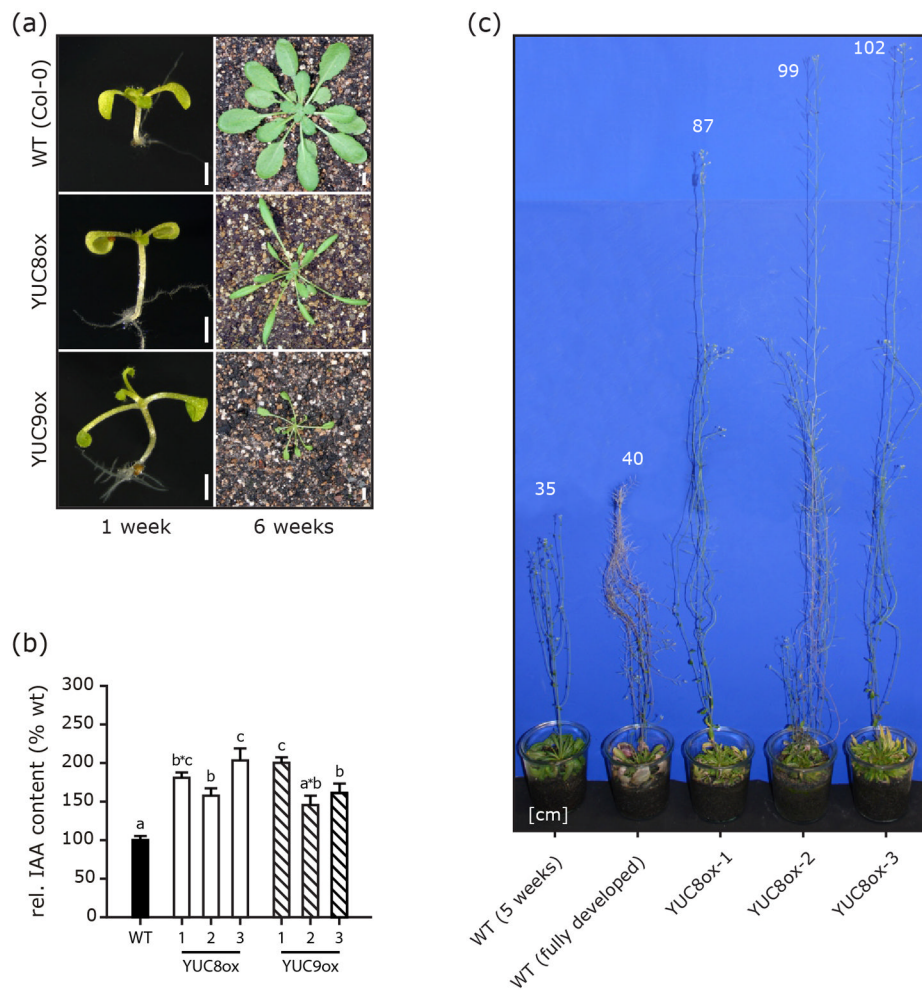 (a)
WT (Col-0)
YUC8ox
YUC9ox
1 week
6 weeks
(b)
rel. IAA content (% wt)
300
250
200
150
100
50
0
a
b*c
b
c
c
a*b
b
WT
1
2
3
1
2
3
YUC8ox
YUC9ox
(c)
35
40
87
99
102
[cm]
WT (5 weeks)
WT (fully developed)
YUC8ox-1
YUC8ox-2
YUC8ox-3